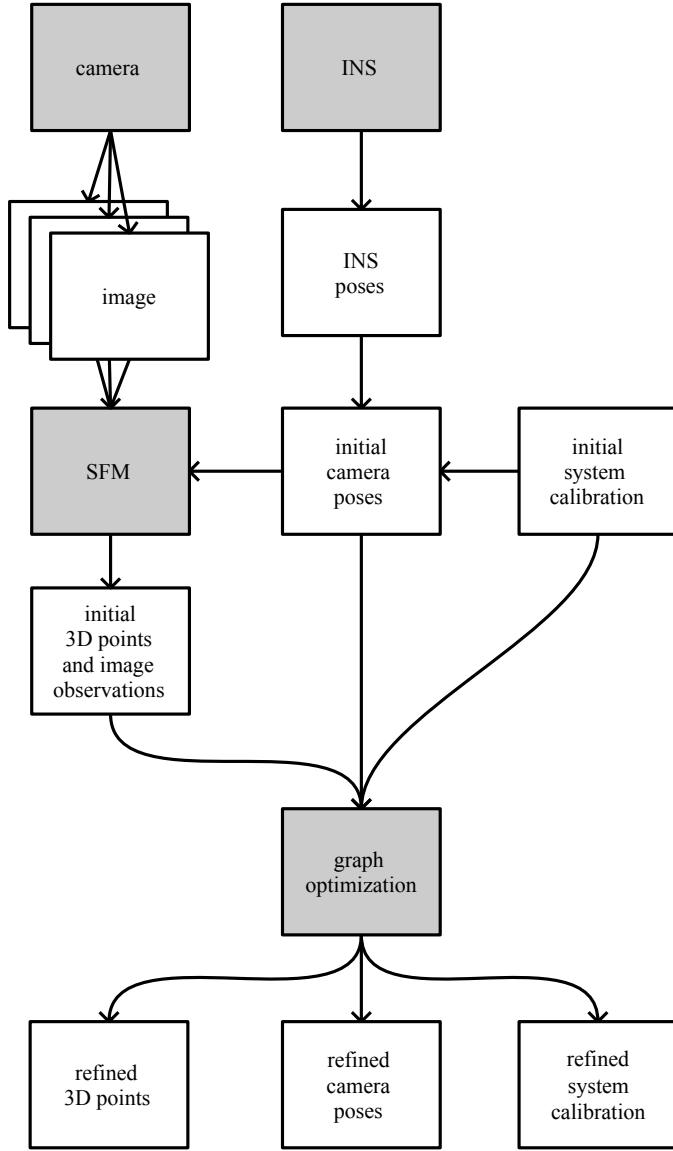 camera
INS
image
INS
poses
SFM
initial
camera
poses
initial
system
calibration
initial
3D points
and image
observations
graph
optimization
refined
3D points
refined
camera
poses
refined
system
calibration